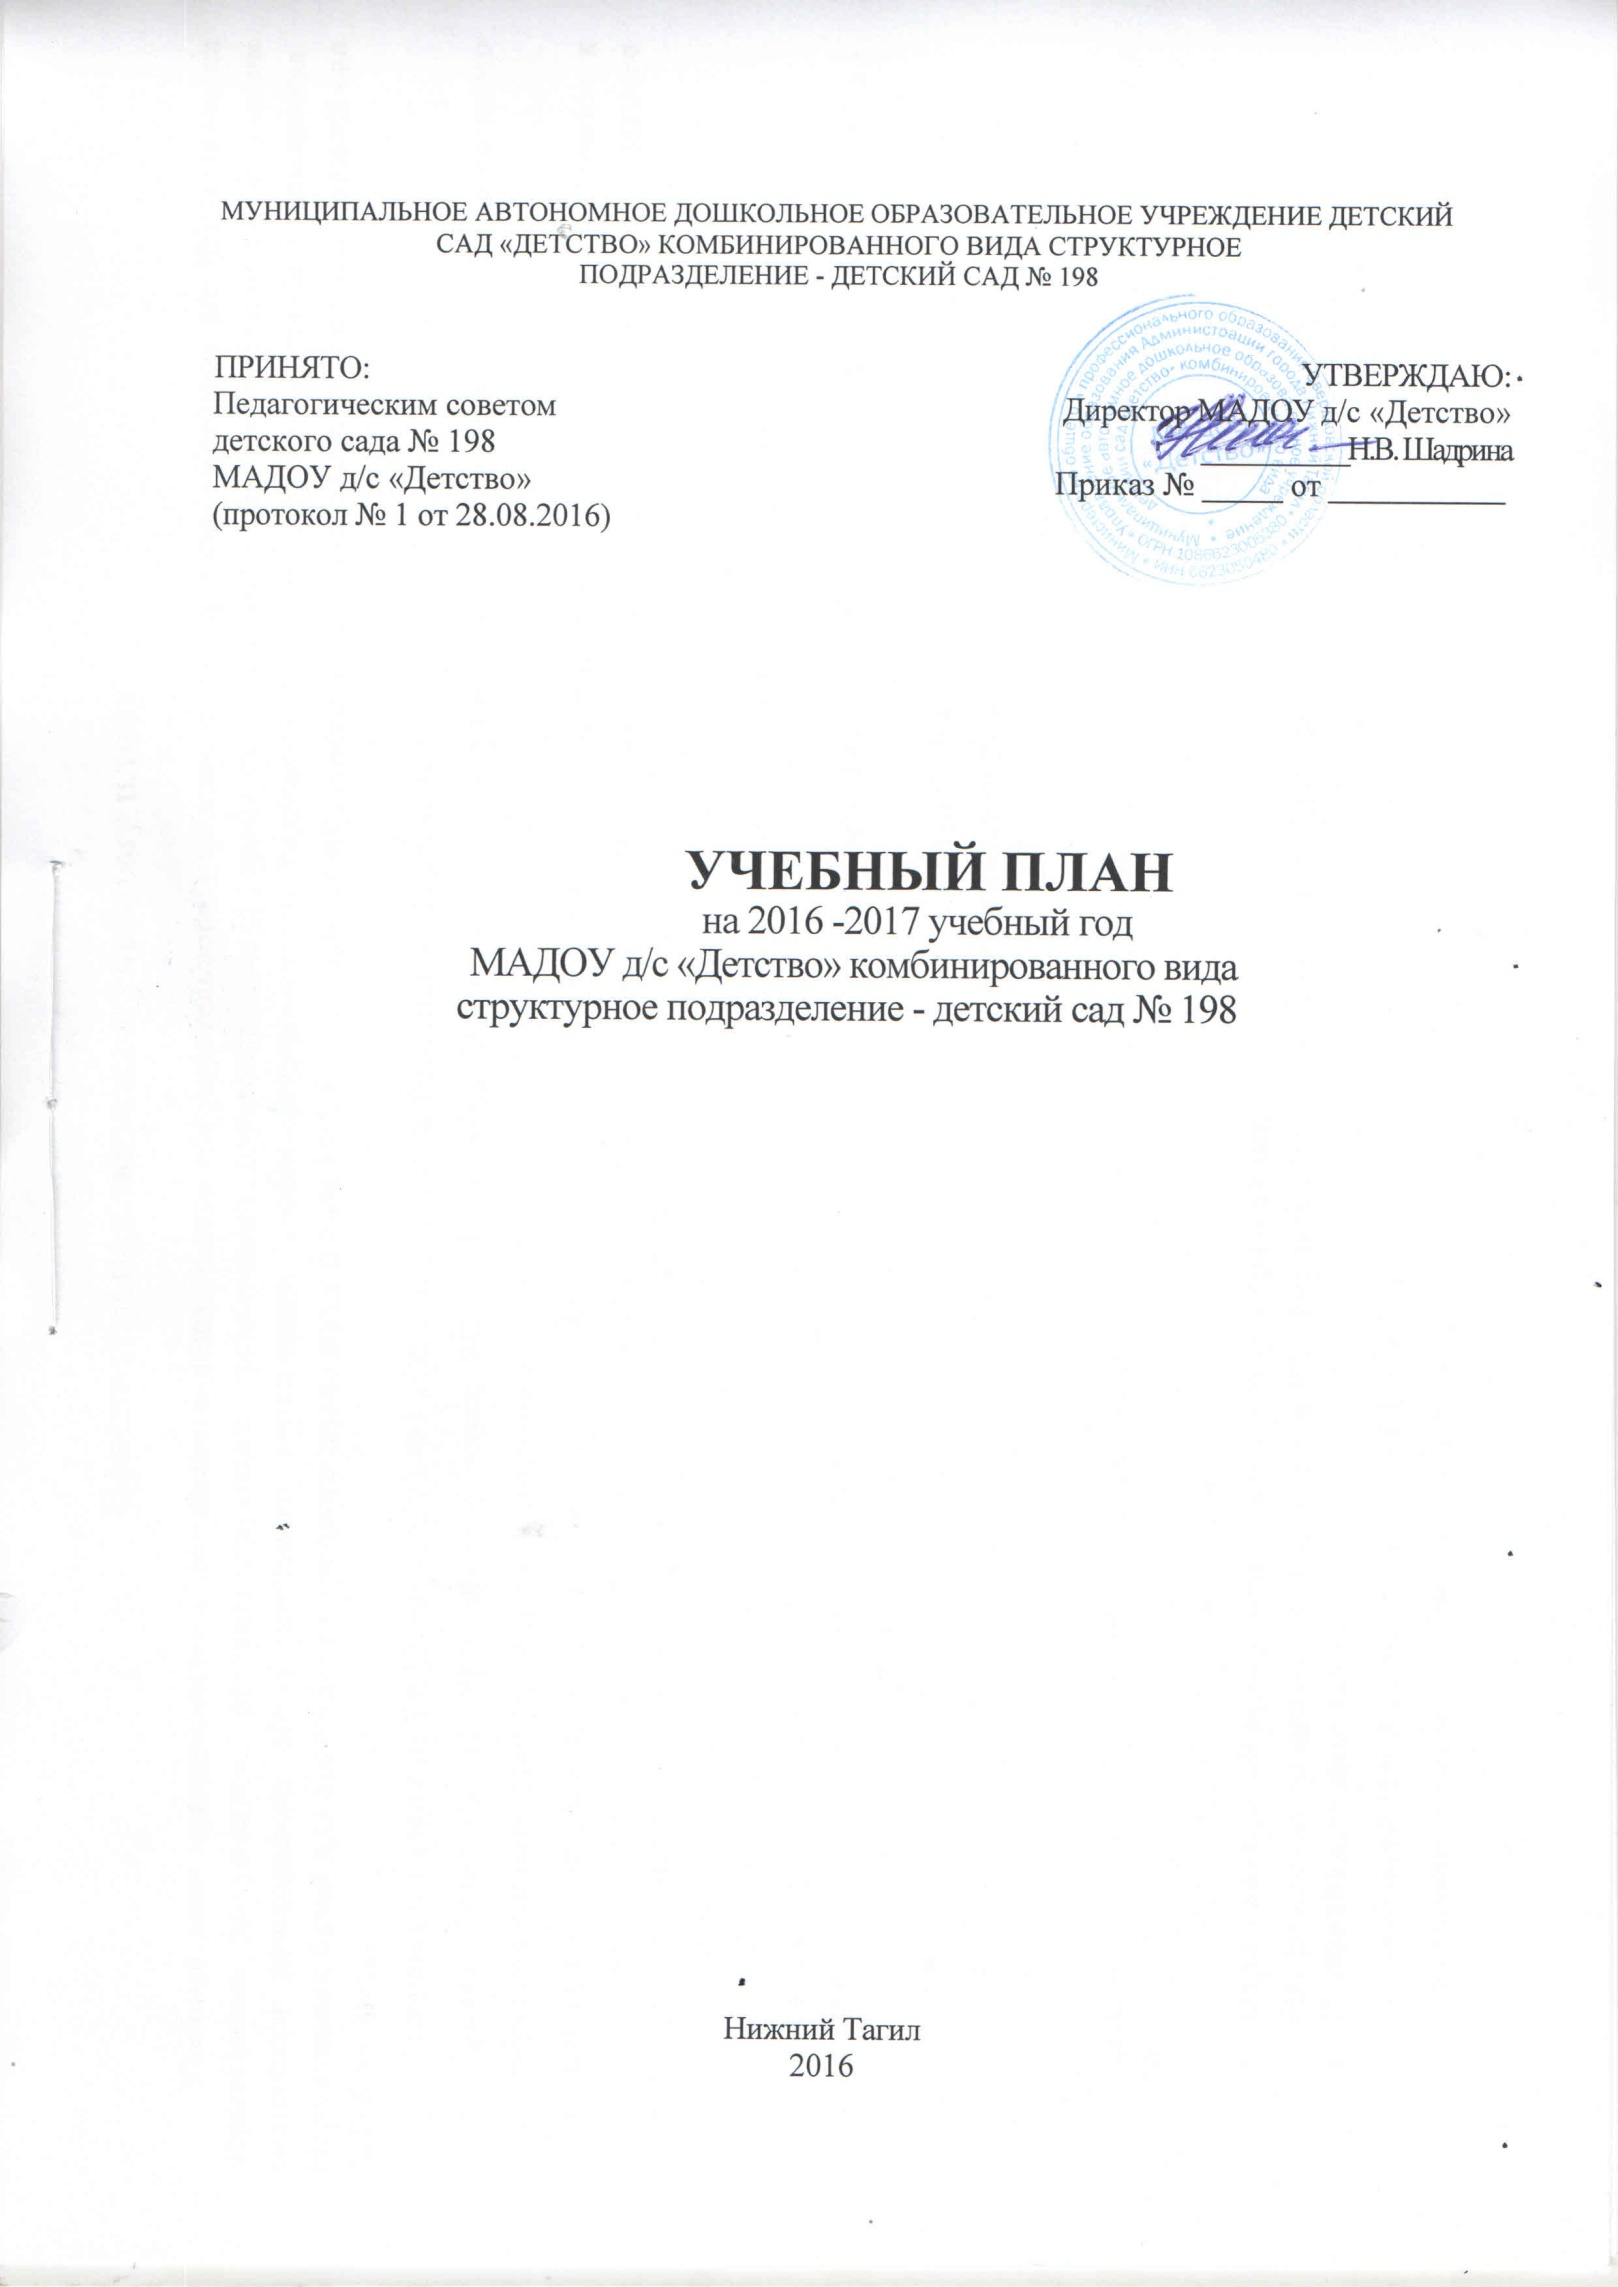 МУНИЦИПАЛЬНОЕ АВТОНОМНОЕ ДОШКОЛЬНОЕ ОБРАЗОВАТЕЛЬНОЕ УЧРЕЖДЕНИЕ ДЕТСКИЙ
САД «ДЕТСТВО» КОМБИНИРОВАННОГО ВИДА СТРУКТУРНОЕ
ПОДРАЗДЕЛЕНИЕ - ДЕТСКИЙ САД № 198
ПРИНЯТО:
Педагогическим советом
детского сада № 198
МАДОУ д/с «Детство»
(протокол № 1 от 28.08.2016)
УТВЕРЖДАЮ:
Директор МАДОУ д/с «Детство»
__________Н.В. Шадрина
Приказ № _____ от ___________
УЧЕБНЫЙ ПЛАН
на 2016 -2017 учебный год
МАДОУ д/с «Детство» комбинированного вида
структурное подразделение - детский сад № 198
Нижний Тагил
2016